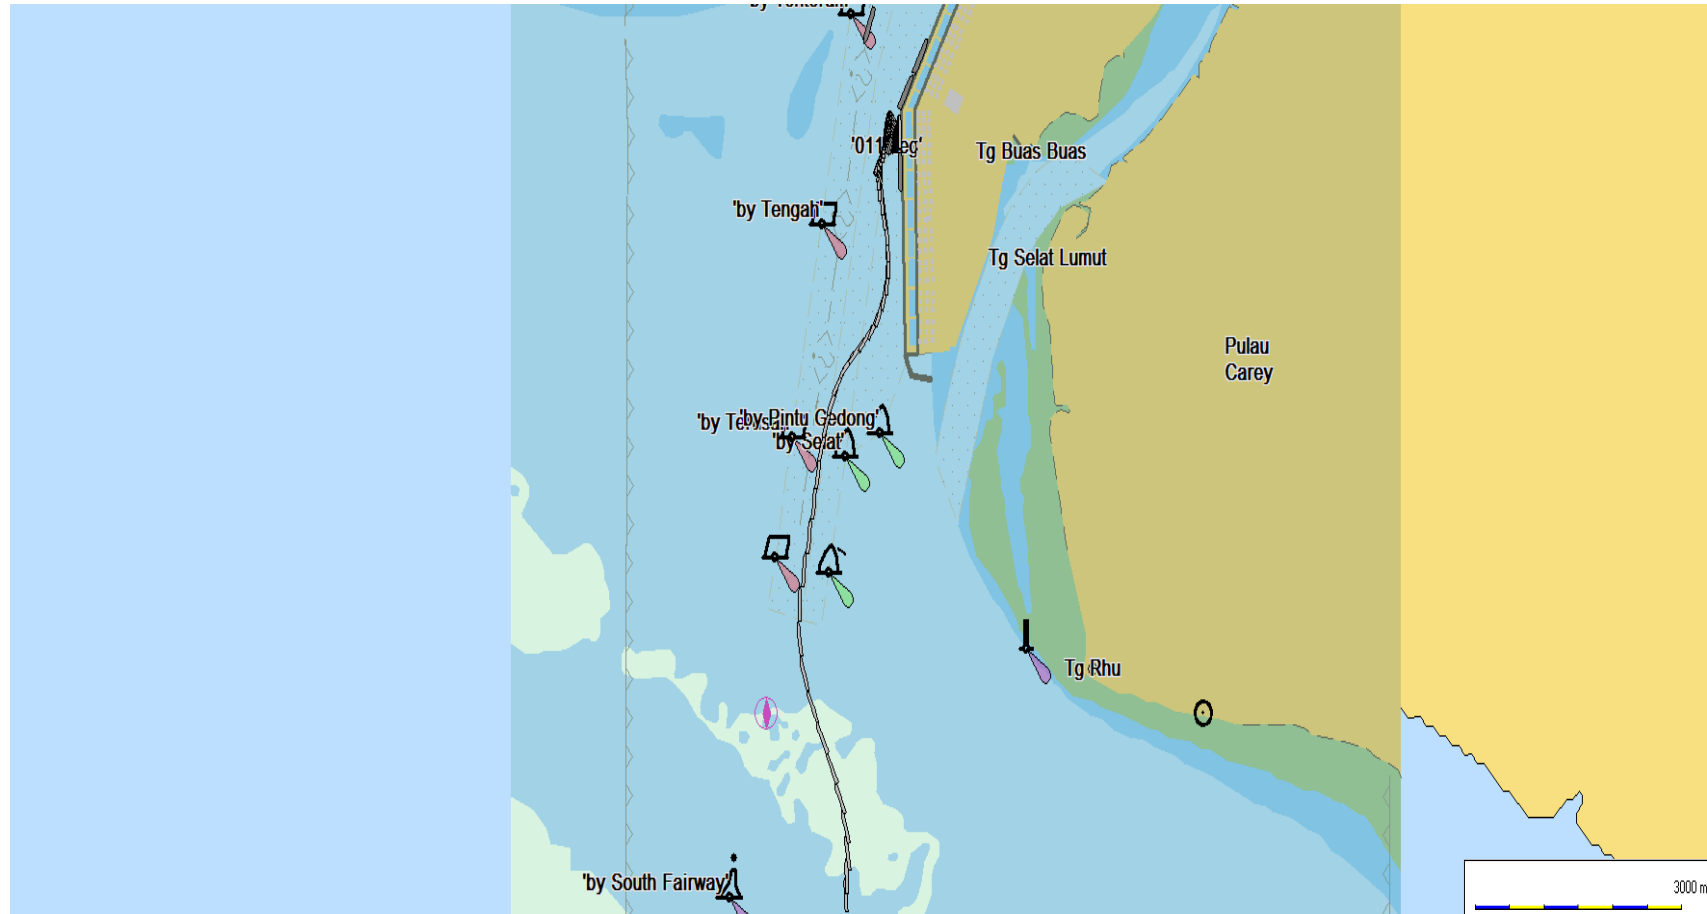 'by Tengah'
Tg Buas Buas
Tg Selat Lumut
Pulau
Carey
'by Pintu Gedong'
'by Selat'
Tg Rhu
'by South Fairway'
3000 m